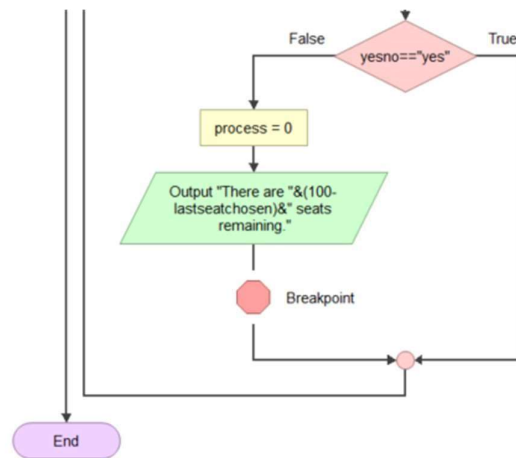 False
True
yesno=="yes"
process = 0
Output "There are "&(100-
lastseatchosen)&" seats
remaining."
Breakpoint
End